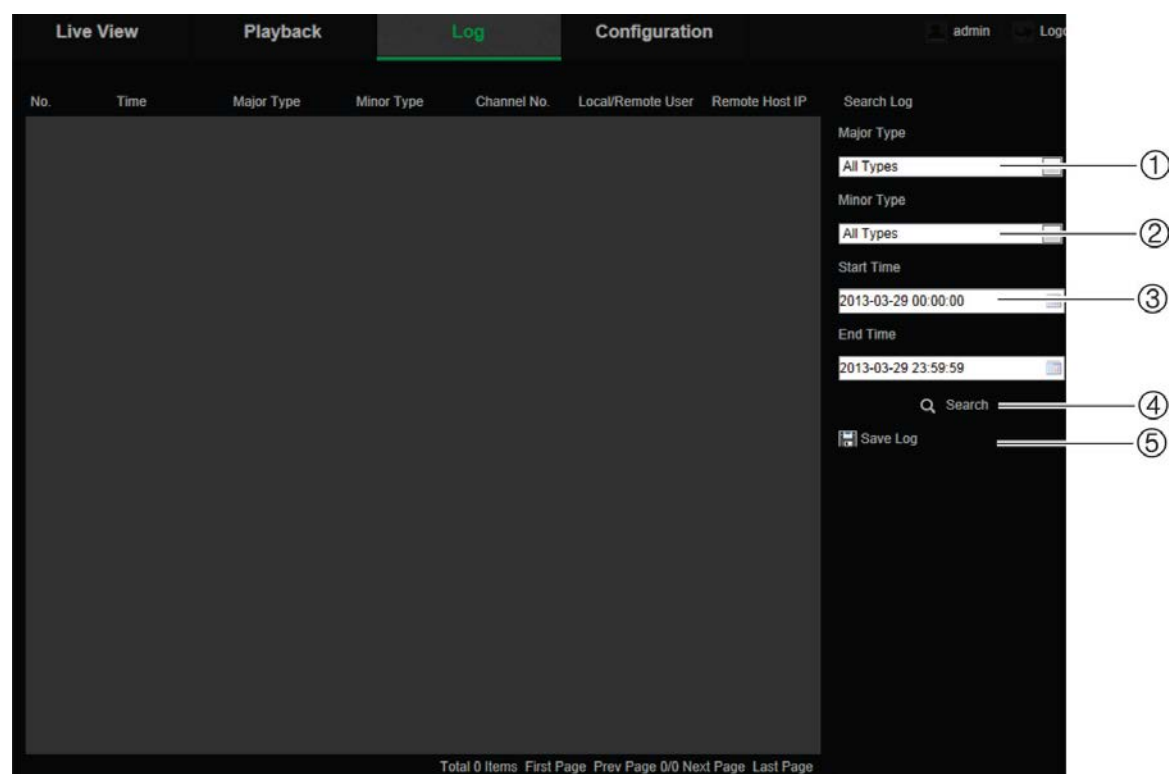 Live View Playback Log Configuration admin Logo
No. Time Major Type Minor Type Channel No. Local/Remote User Remote Host IP Search Log
Major Type
All Types ①
Minor Type
All Types ②
Start Time
2013-03-29 00:00:00 ③
End Time
2013-03-29 23:59:59
Search ④
Save Log ⑤
Total 0 Items First Page Prev Page 0/0 Next Page Last Page